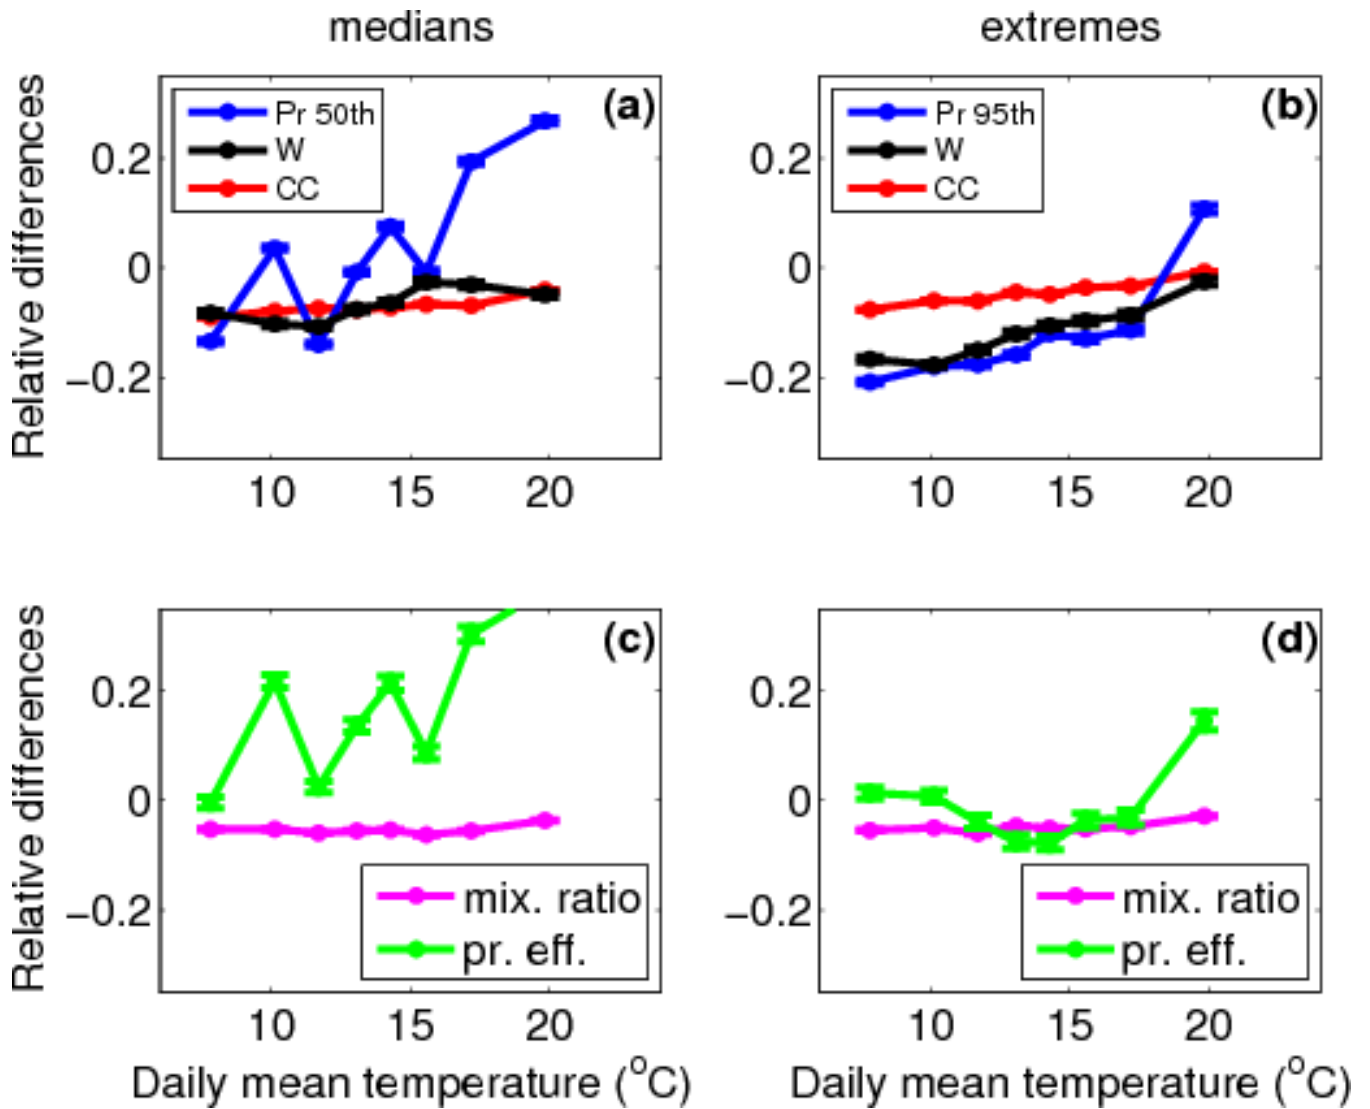 medians
extremes
Relative differences
(a)
Pr 50th
W
CC
0.2
0
−0.2
10 15 20
(b)
Pr 95th
W
CC
0.2
0
−0.2
10 15 20
Relative differences
(c)
0.2
0
−0.2
mix. ratio
pr. eff.
10 15 20
Daily mean temperature (°C)
(d)
0.2
0
−0.2
mix. ratio
pr. eff.
10 15 20
Daily mean temperature (°C)